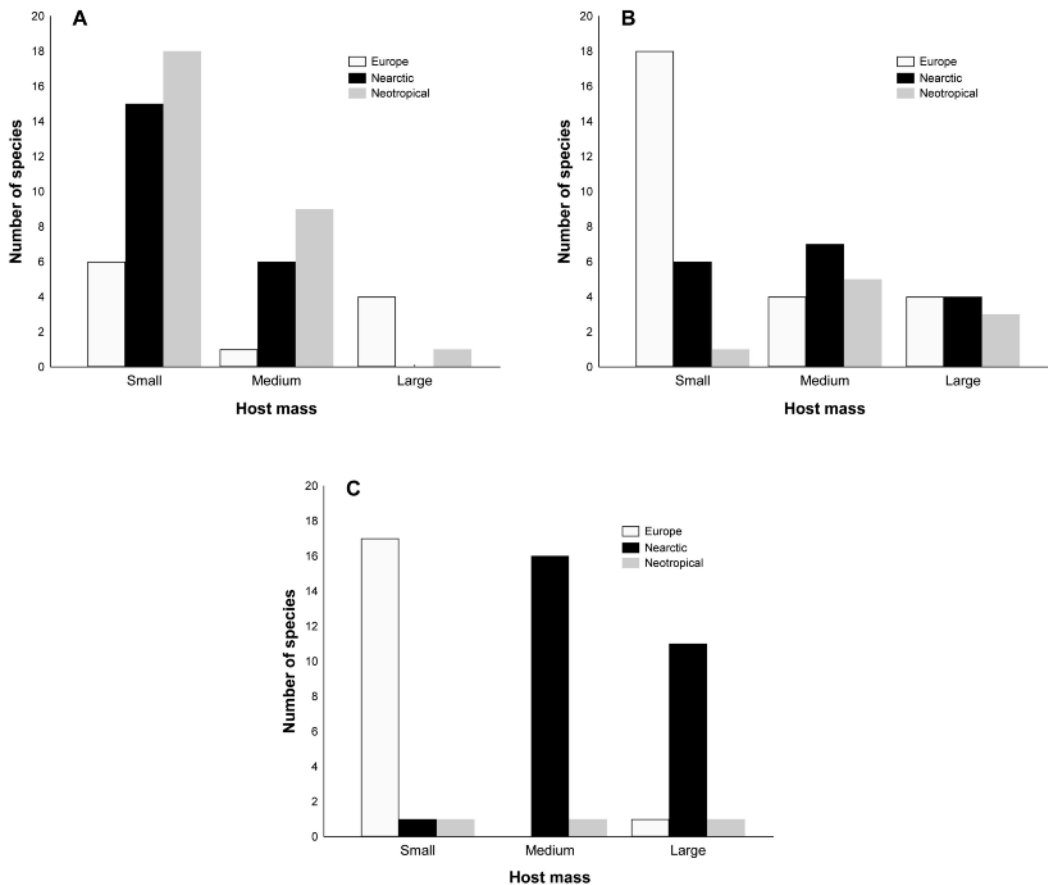 A
20
18
16
14
12
10
8
6
4
2
0
Number of species
Europe
Nearctic
Neotropical
Small Medium Large
Host mass
B
20
18
16
14
12
10
8
6
4
2
0
Number of species
Europe
Nearctic
Neotropical
Small Medium Large
Host mass
C
20
18
16
14
12
10
8
6
4
2
0
Number of species
Europe
Nearctic
Neotropical
Small Medium Large
Host mass